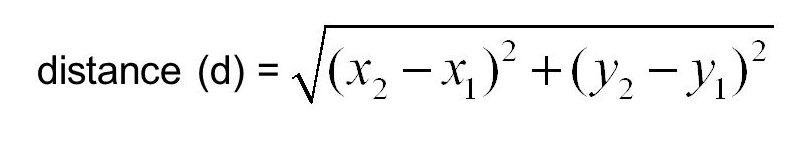 distance (d) = √(x₂ − x₁)² + (y₂ − y₁)²